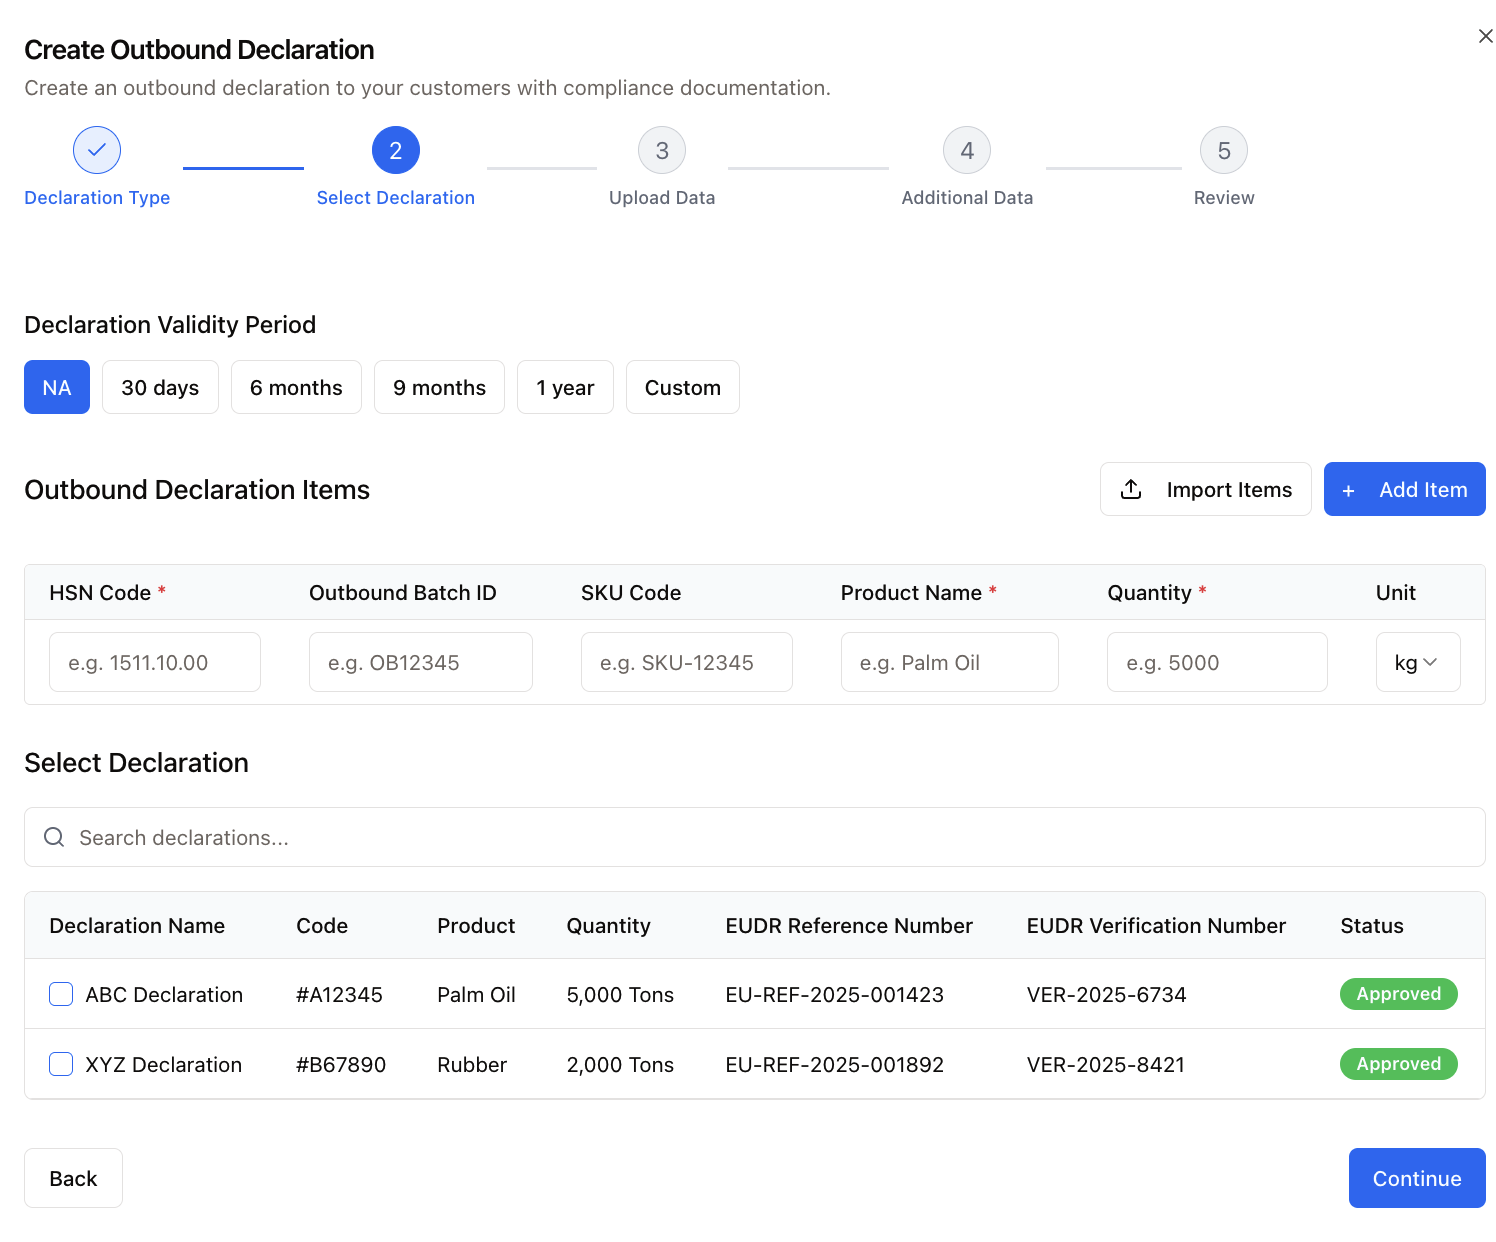 Create Outbound Declaration
Create an outbound declaration to your customers with compliance documentation.
2 3 4 5
Declaration Type Select Declaration Upload Data Additional Data Review
Declaration Validity Period
NA 30 days 6 months 9 months 1 year Custom
Outbound Declaration Items Import Items + Add Item
HSN Code * Outbound Batch ID SKU Code Product Name * Quantity * Unit
e.g. 1511.10.00 e.g. OB12345 e.g. SKU-12345 e.g. Palm Oil e.g. 5000 kg
Select Declaration
Search declarations...
Declaration Name Code Product Quantity EUDR Reference Number EUDR Verification Number Status
ABC Declaration #A12345 Palm Oil 5,000 Tons EU-REF-2025-001423 VER-2025-6734 Approved
XYZ Declaration #B67890 Rubber 2,000 Tons EU-REF-2025-001892 VER-2025-8421 Approved
Back Continue